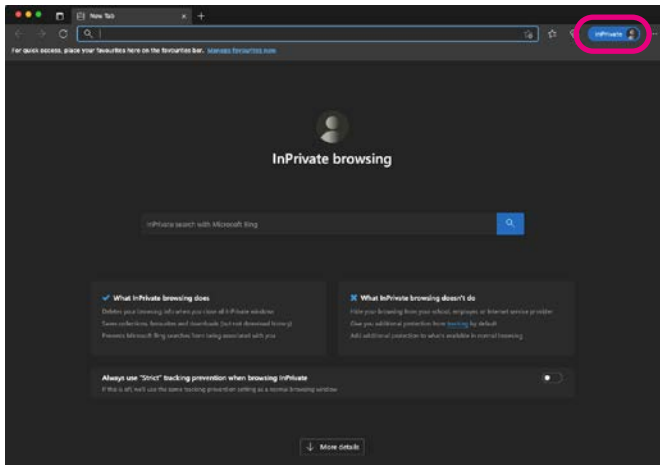 New Tab
InPrivate
For quick access, place your favourites here on the favourites bar. Manage favourites now
InPrivate browsing
InPrivate search with Microsoft Bing
What InPrivate browsing does
Deletes your browsing info when you close all InPrivate windows
Saves collections, favourites and downloads (but not download history)
Prevents Microsoft Bing searches from being associated with you
What InPrivate browsing doesn't do
Hide your browsing from your school, employer, or internet service provider
Give you additional protection from tracking by default
Add additional protection to what's available in normal browsing
Always use "Strict" tracking prevention when browsing InPrivate
If this is off, we'll use the same tracking prevention setting as a normal browsing window
More details